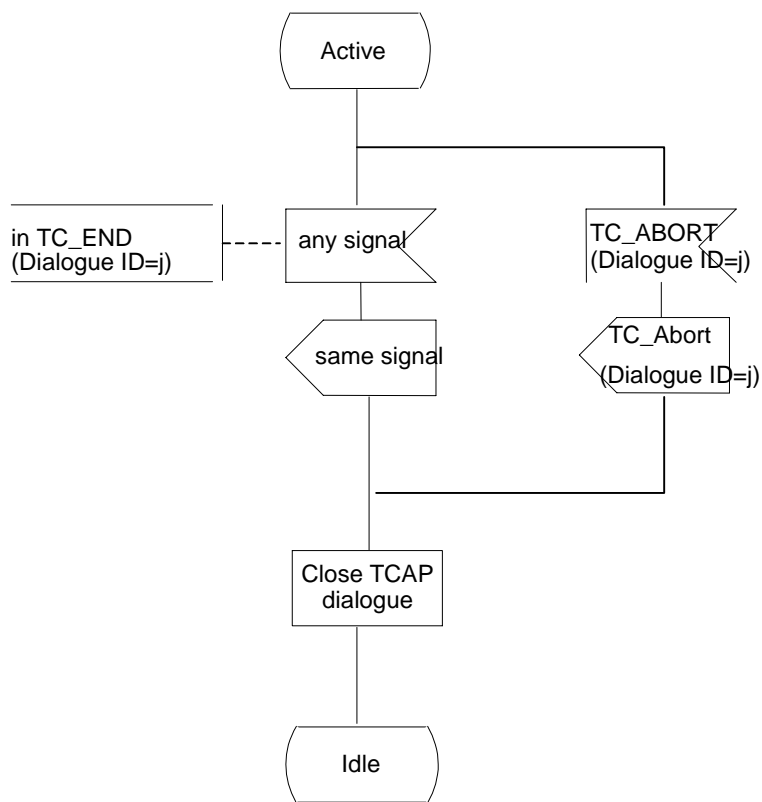 Active
in TC_END
(Dialogue ID=j)
any signal
TC_ABORT
(Dialogue ID=j)
same signal
TC_Abort
(Dialogue ID=j)
Close TCAP
dialogue
Idle